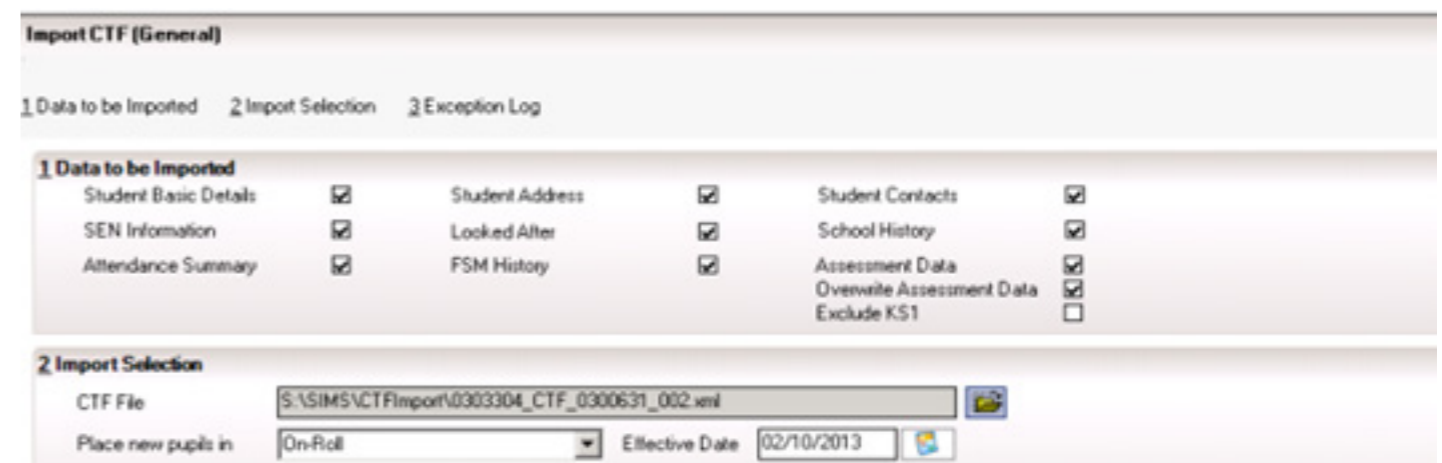 Import CTF (General)
1 Data to be Imported 2 Import Selection 3 Exception Log
1 Data to be Imported
Student Basic Details Student Address Student Contacts
SEN Information Looked After School History
Attendance Summary FSM History Assessment Data
Overwrite Assessment Data
Exclude KS1
2 Import Selection
CTF File S:\SIMS\CTFImport\0303304_CTF_0300631_002.xml
Place new pupils in On-Roll Effective Date 02/10/2013